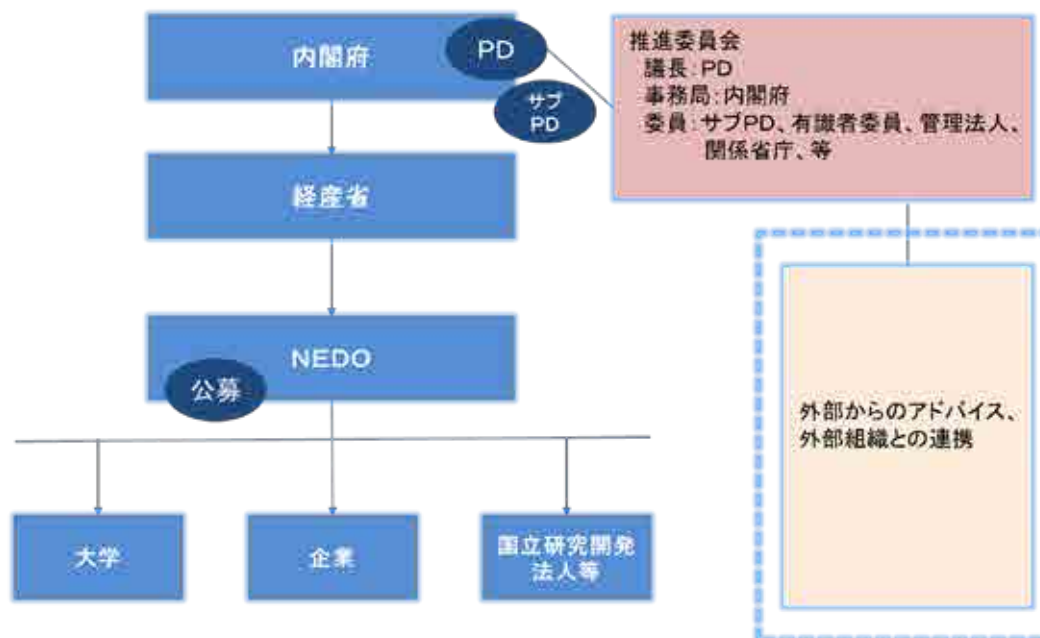 内閣府
PD
サブ
PD
推進委員会
議長:PD
事務局:内閣府
委員:サブPD、有識者委員、管理法人、
関係省庁、等
経産省
NEDO
公募
外部からのアドバイス、
外部組織との連携
大学
企業
国立研究開発
法人等